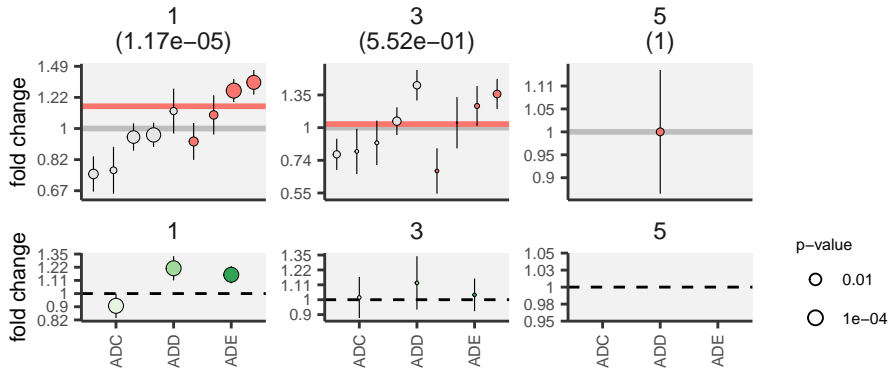 1
(1.17e−05)
3
(5.52e−01)
5
(1)
fold change
1.49
1.22
1
0.82
0.67
1.35
1
0.74
0.55
1.11
1.05
1
0.95
0.9
1
3
5
fold change
1.35
1.22
1.11
1
0.9
0.82
1.35
1.22
1.11
1
0.9
1.05
1.03
1
0.98
0.95
ADC
ADD
ADE
ADC
ADD
ADE
ADC
ADD
ADE
p−value
0.01
1e−04